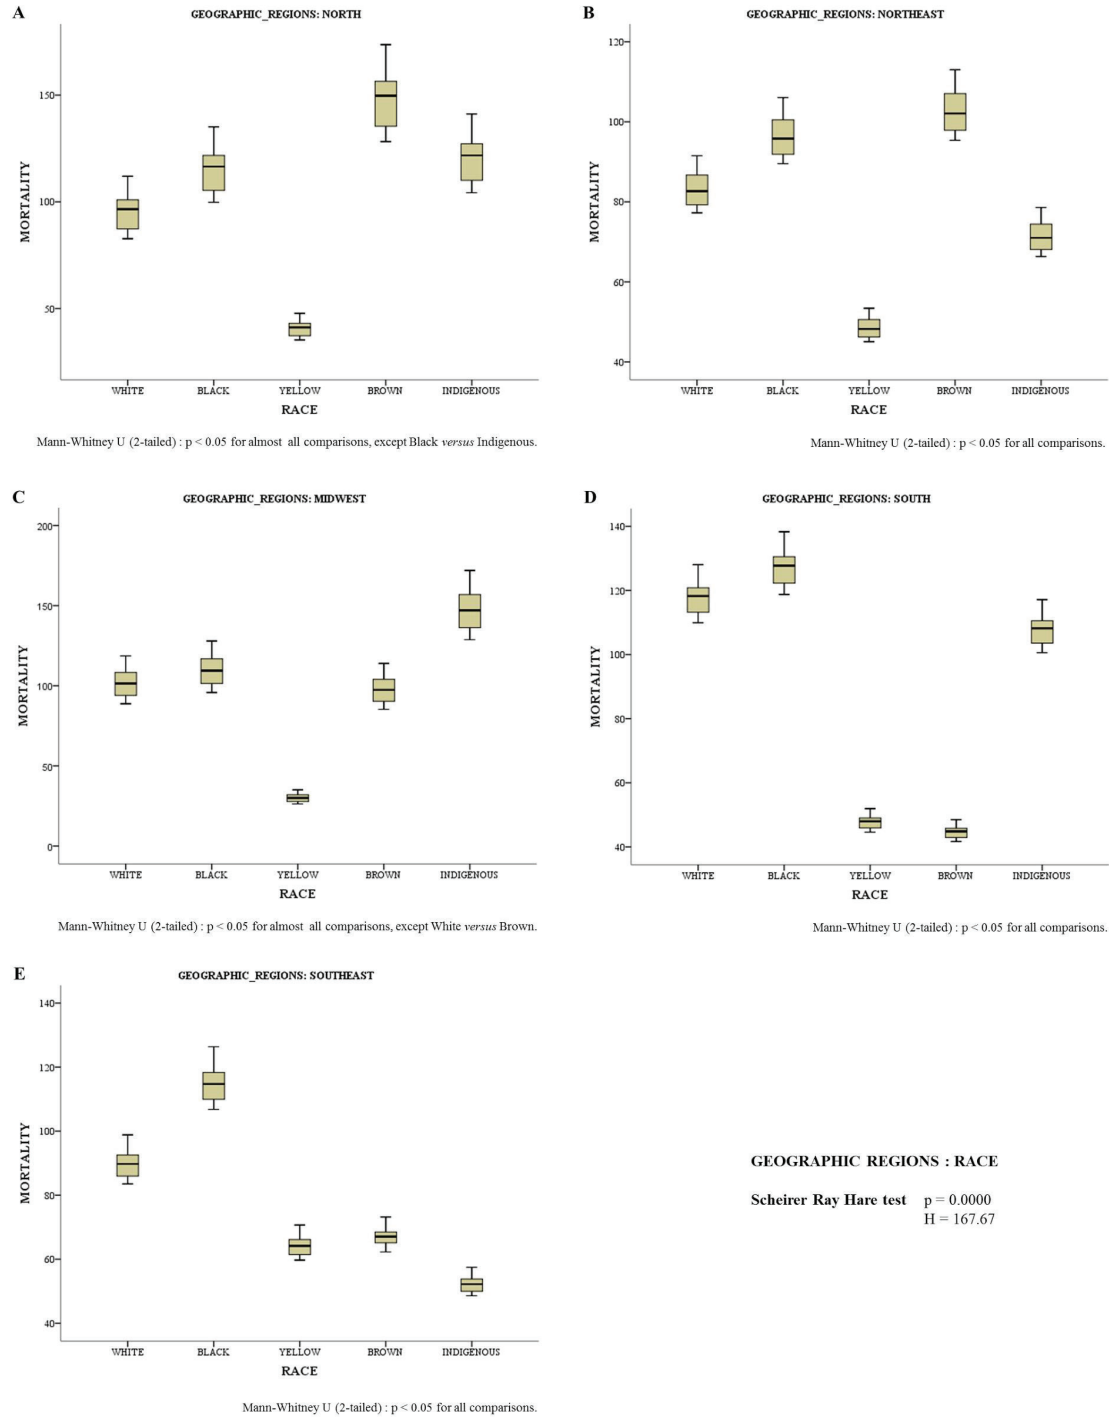 A
GEOGRAPHIC_REGIONS: NORTH
MORTALITY
150
100
50
WHITE BLACK YELLOW BROWN INDIGENOUS
RACE
Mann-Whitney U (2-tailed) : p < 0.05 for almost all comparisons, except Black versus Indigenous.
B
GEOGRAPHIC_REGIONS: NORTHEAST
MORTALITY
120
100
80
60
40
WHITE BLACK YELLOW BROWN INDIGENOUS
RACE
Mann-Whitney U (2-tailed) : p < 0.05 for all comparisons.
C
GEOGRAPHIC_REGIONS: MIDWEST
MORTALITY
200
150
100
50
0
WHITE BLACK YELLOW BROWN INDIGENOUS
RACE
Mann-Whitney U (2-tailed) : p < 0.05 for almost all comparisons, except White versus Brown.
D
GEOGRAPHIC_REGIONS: SOUTH
MORTALITY
140
120
100
80
60
40
WHITE BLACK YELLOW BROWN INDIGENOUS
RACE
Mann-Whitney U (2-tailed) : p < 0.05 for all comparisons.
E
GEOGRAPHIC_REGIONS: SOUTHEAST
MORTALITY
140
120
100
80
60
40
WHITE BLACK YELLOW BROWN INDIGENOUS
RACE
Mann-Whitney U (2-tailed) : p < 0.05 for all comparisons.
GEOGRAPHIC REGIONS : RACE
Scheirer Ray Hare test p = 0.0000
H = 167.67